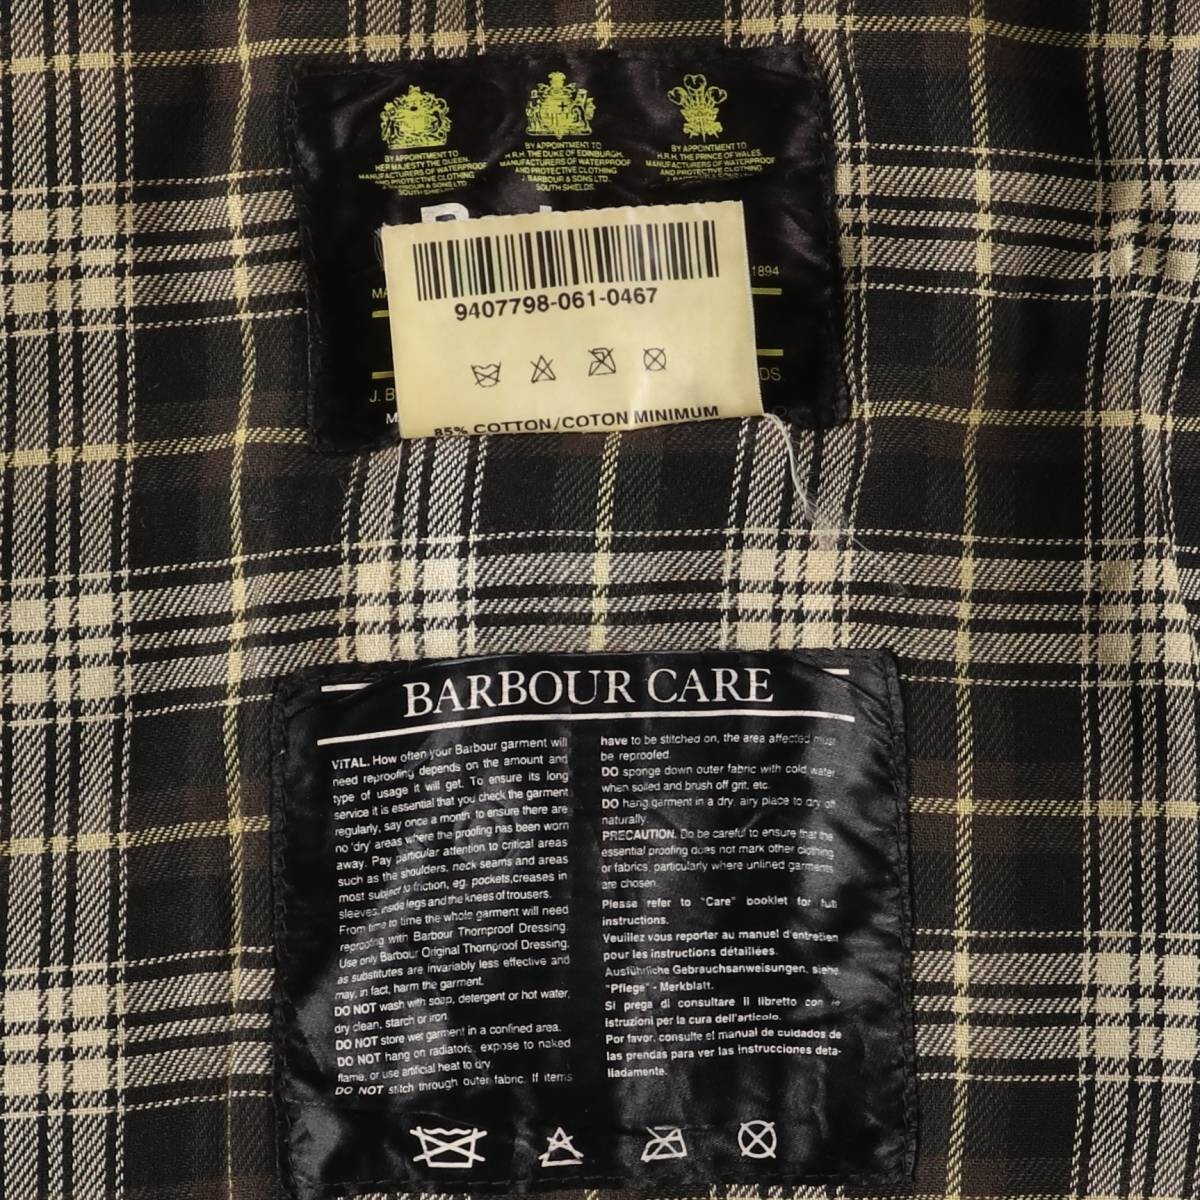 BY APPOINTMENT TO
HER MAJESTY THE QUEEN.
MANUFACTURERS OF WATERPROOF
AND PROTECTIVE CLOTHING
J. BARBOUR & SONS LTD.
SOUTH SHIELDS.
BY APPOINTMENT TO
H.R.H. THE DUKE OF EDINBURGH.
MANUFACTURERS OF WATERPROOF
AND PROTECTIVE CLOTHING
J. BARBOUR & SONS LTD.
SOUTH SHIELDS.
BY APPOINTMENT TO
H.R.H. THE PRINCE OF WALES.
MANUFACTURERS OF WATERPROOF
AND PROTECTIVE CLOTHING
J. BARBOUR & SONS LTD.
1894
9407798-061-0467
85% COTTON/COTON MINIMUM
BARBOUR CARE
VITAL. How often your Barbour garment will
need reproofing depends on the amount and
type of usage it will get. To ensure its long
service it is essential that you check the garment
regularly, say once a month, to ensure there are
no 'dry' areas where the proofing has been worn
away. Pay particular attention to critical areas
such as the shoulders, neck seams and areas
most subject to friction, eg. pockets, creases in
sleeves, inside legs and the knees of trousers.
From time to time the whole garment will need
reproofing with Barbour Thornproof Dressing.
Use only Barbour Original Thornproof Dressing,
as substitutes are invariably less effective and
may, in fact, harm the garment.
DO NOT wash with soap, detergent or hot water,
dry clean, starch or iron.
DO NOT store wet garment in a confined area.
DO NOT hang on radiators, expose to naked
flame, or use artificial heat to dry.
DO NOT stitch through outer fabric. If items
have to be stitched on, the area affected must
be reproofed.
DO sponge down outer fabric with cold water
when soiled and brush off grit, etc.
DO hang garment in a dry, airy place to dry off
naturally.
PRECAUTION. Do be careful to ensure that the
essential proofing does not mark other clothing
or fabrics, particularly where unlined garments
are chosen.
Please refer to "Care" booklet for full
instructions.
Veuillez vous reporter au manuel d'entretien
pour les instructions détaillées.
Ausführliche Gebrauchsanweisungen, siehe
"Pflege" - Merkblatt.
Si prega di consultare il libretto con le
istruzioni per la cura dell'articolo.
Por favor, consulte el manual de cuidados de
las prendas para ver las instrucciones deta-
lladamente.